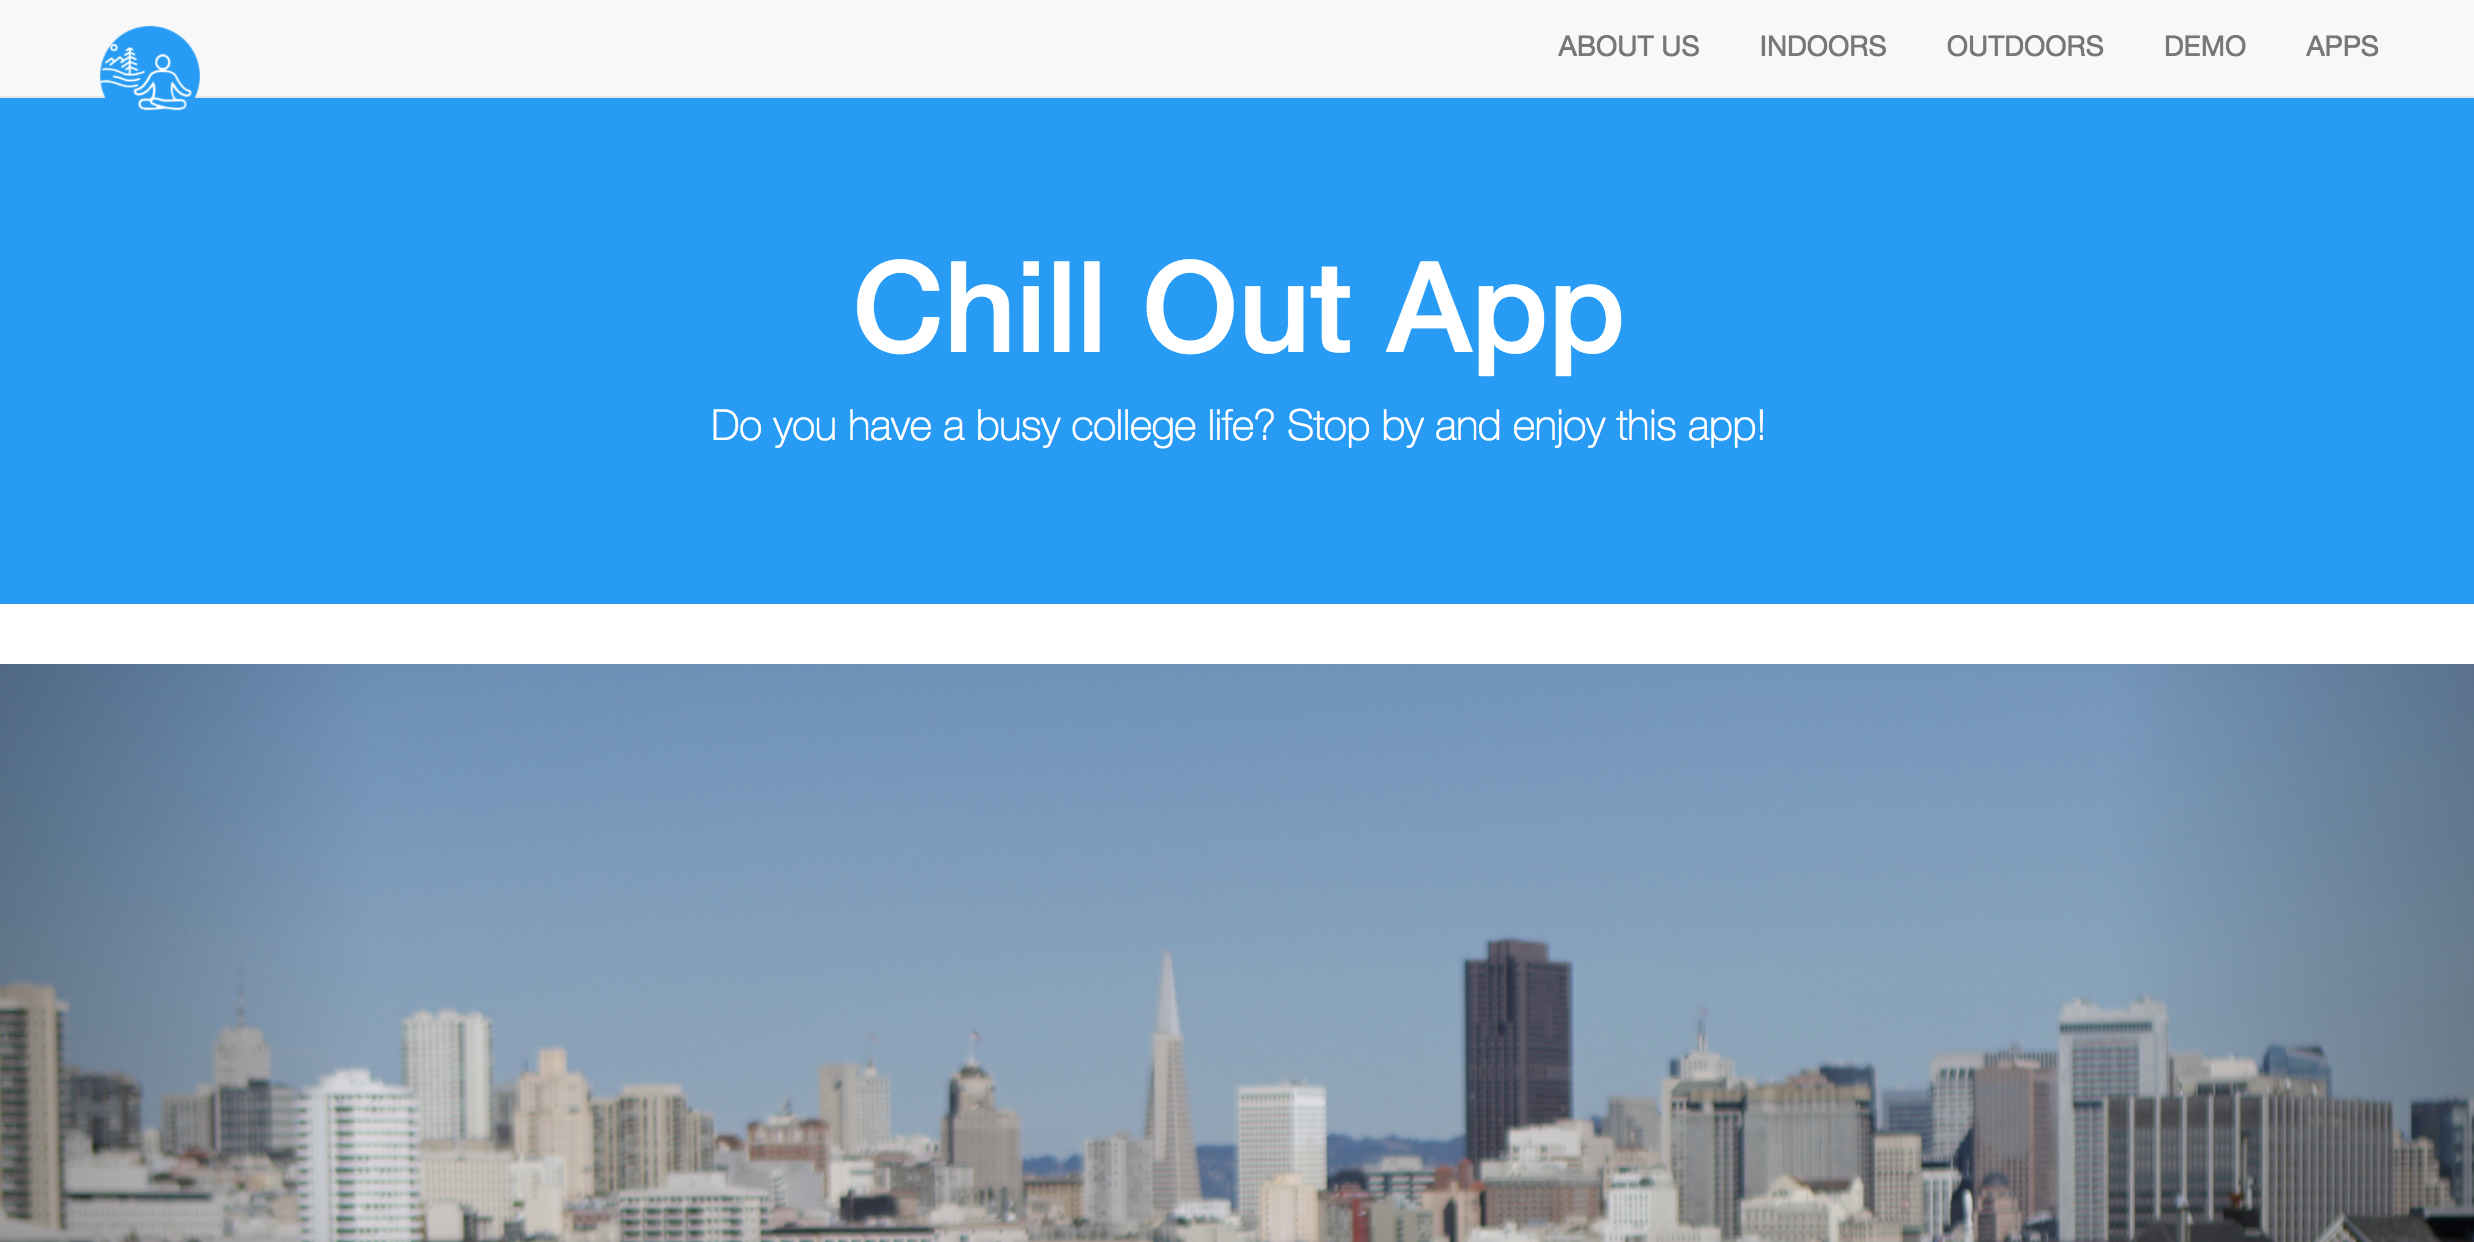 ABOUT US INDOORS OUTDOORS DEMO APPS
Chill Out App
Do you have a busy college life? Stop by and enjoy this app!